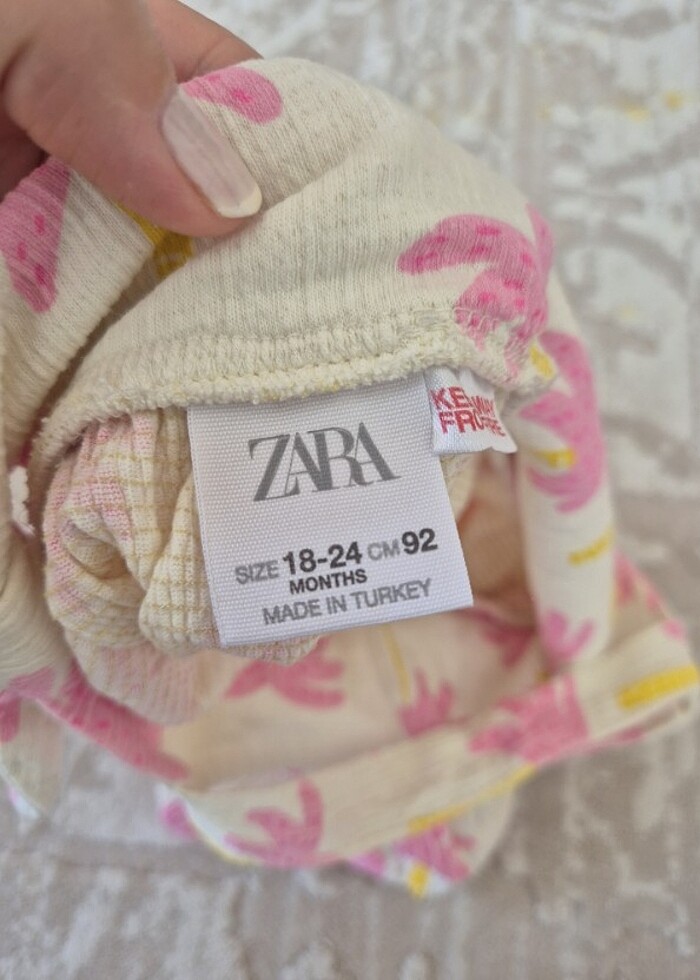 ZARA
SIZE 18-24 CM 92
MONTHS
MADE IN TURKEY